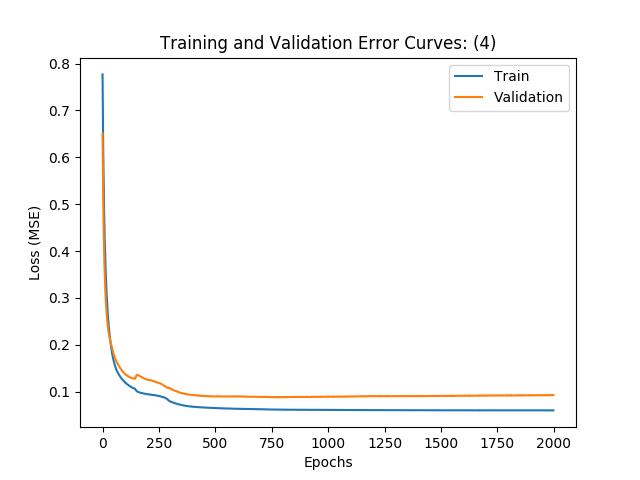 Training and Validation Error Curves: (4)
Train
Validation
Loss (MSE)
0.8
0.7
0.6
0.5
0.4
0.3
0.2
0.1
0 250 500 750 1000 1250 1500 1750 2000
Epochs